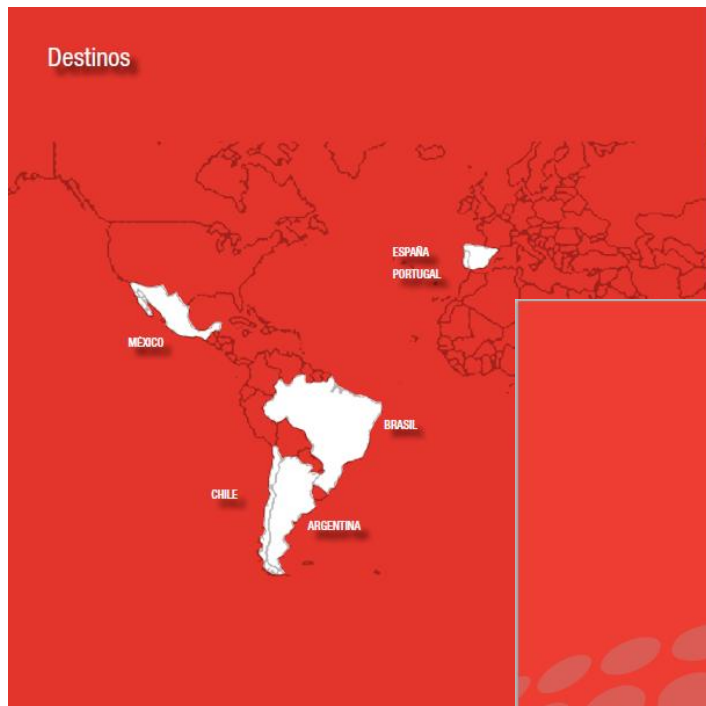 Destinos
ESPAÑA
PORTUGAL
MÉXICO
BRASIL
CHILE
ARGENTINA